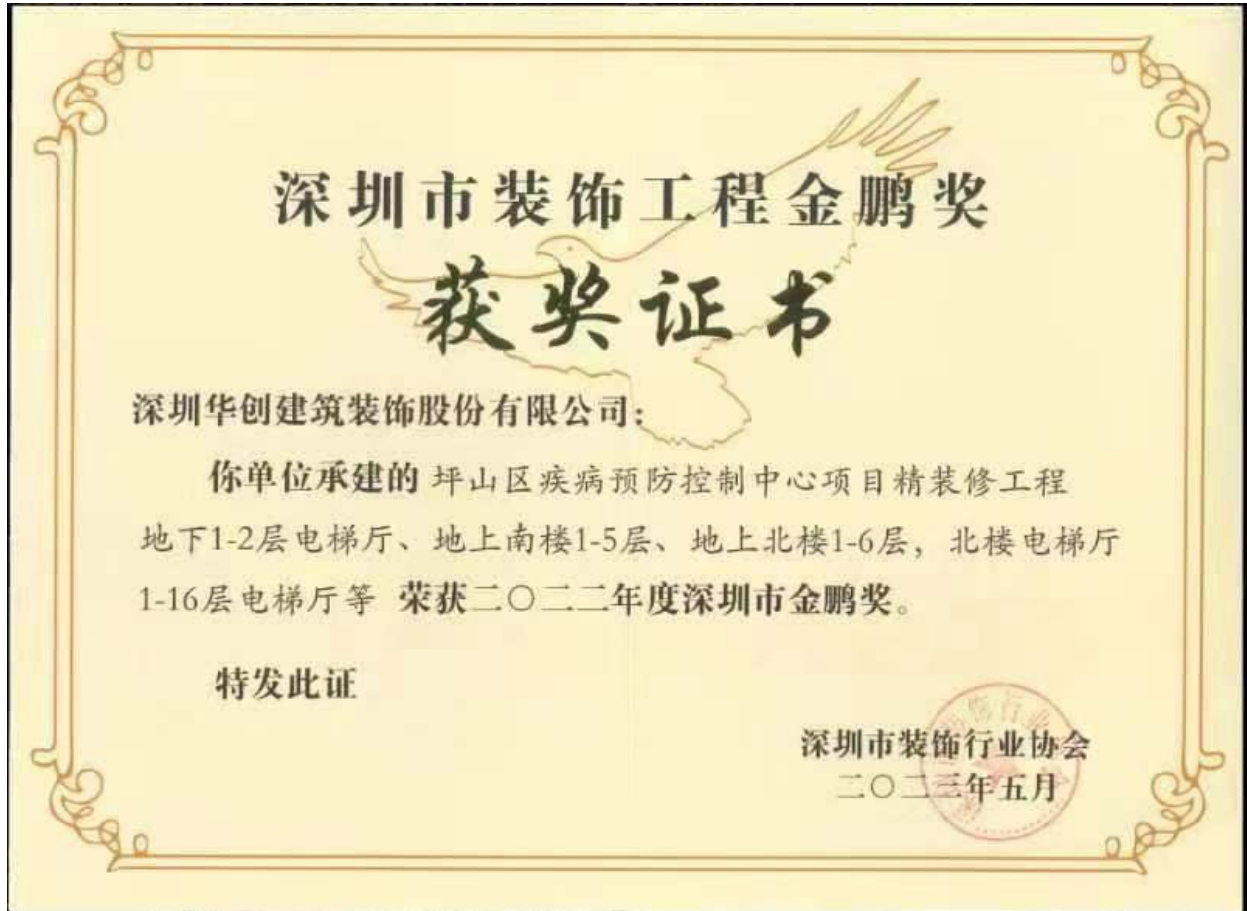 深圳市装饰工程金鹏奖
获奖证书
深圳华创建筑装饰股份有限公司：
你单位承建的 坪山区疾病预防控制中心项目精装修工程
地下1-2层电梯厅、地上南楼1-5层、地上北楼1-6层，北楼电梯厅
1-16层电梯厅等 荣获二〇二二年度深圳市金鹏奖。
特发此证
深圳市装饰行业协会
二〇二三年五月